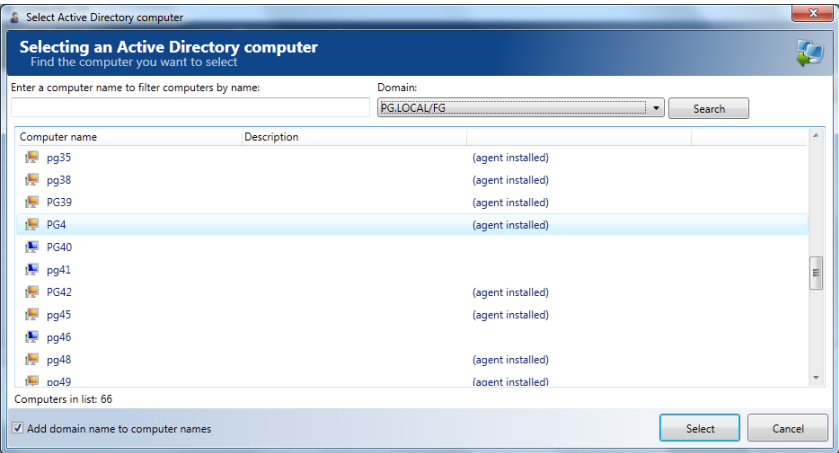 Select Active Directory computer
Selecting an Active Directory computer
Find the computer you want to select
Enter a computer name to filter computers by name:
Domain:
PG.LOCAL/FG
Search
Computer name Description
pg35 (agent installed)
pg38 (agent installed)
PG39 (agent installed)
PG4 (agent installed)
PG40
pg41
PG42 (agent installed)
pg45 (agent installed)
pg46
pg48 (agent installed)
pg49 (agent installed)
Computers in list: 66
Add domain name to computer names
Select
Cancel